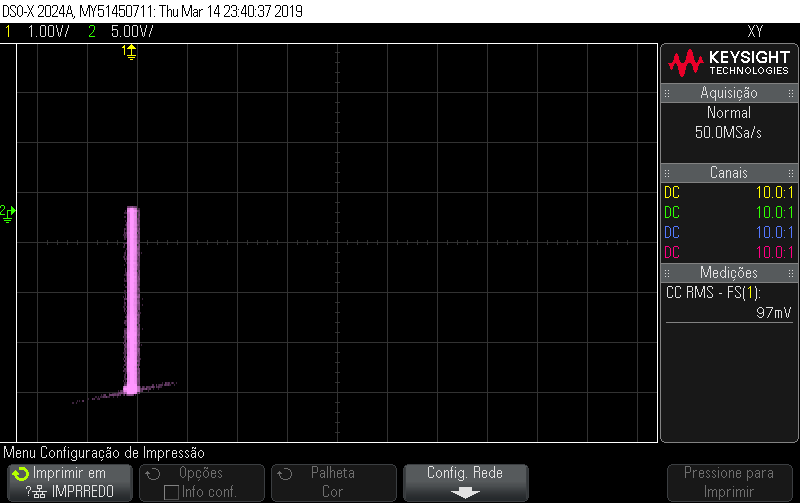 DSO-X 2024A, MY51450711: Thu Mar 14 23:40:37 2019
1 1.00V/ 2 5.00V/ XY
1
2
KEYSIGHT
TECHNOLOGIES
Aquisição
Normal
50.0MSa/s
Canais
DC 10.0:1
DC 10.0:1
DC 10.0:1
DC 10.0:1
Medições
CC RMS - FS(1):
97mV
Menu Configuração de Impressão
Imprimir em
? IMPRREDO
Opções
Info conf.
Palheta
Cor
Config. Rede
Pressione para
Imprimir